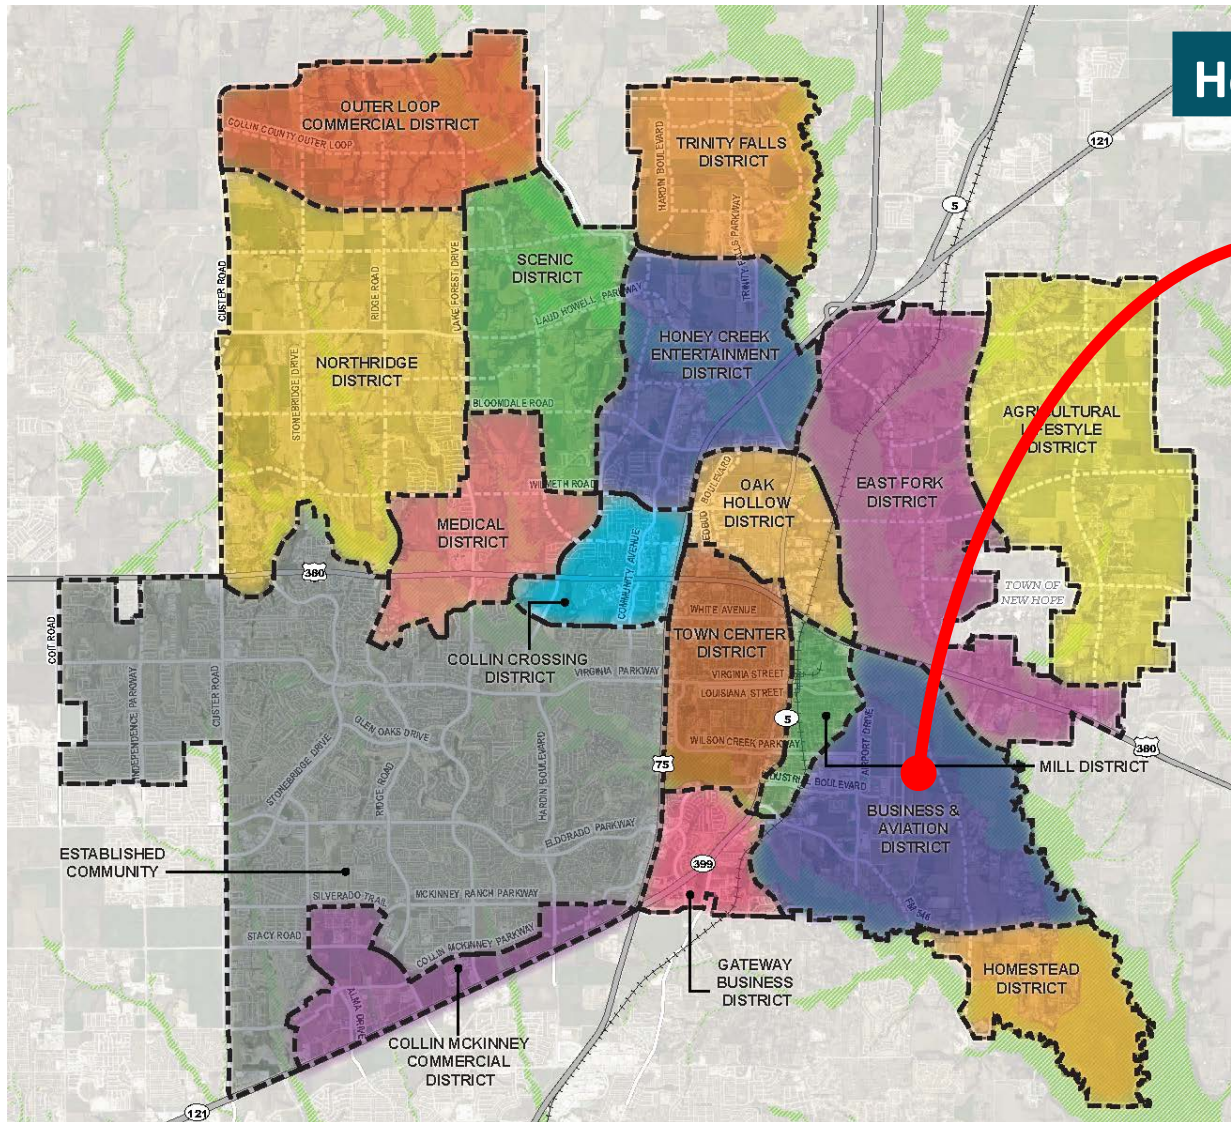 Ho
OUTER LOOP
COMMERCIAL DISTRICT
COLLIN COUNTY OUTER LOOP
TRINITY FALLS
DISTRICT
HARDIN BOULEVARD
TRINITY FALLS PARKWAY
121
5
SCENIC
DISTRICT
LAUD HOWELL PARKWAY
CUSTER ROAD
RIDGE ROAD
LAKE FOREST DRIVE
STONEBRIDGE DRIVE
NORTHRIDGE
DISTRICT
HONEY CREEK
ENTERTAINMENT
DISTRICT
BLOOMDALE ROAD
AGRICULTURAL
LIFESTYLE
DISTRICT
WILMETH ROAD
MEDICAL
DISTRICT
OAK
HOLLOW
DISTRICT
BOULEVARD
EAST FORK
DISTRICT
COMMUNITY AVENUE
380
TOWN OF
NEW HOPE
WHITE AVENUE
TOWN CENTER
DISTRICT
COLLIN CROSSING
DISTRICT
VIRGINIA PARKWAY
VIRGINIA STREET
LOUISIANA STREET
COIT ROAD
INDEPENDENCE PARKWAY
CUSTER ROAD
GLEN OAKS DRIVE
STONEBRIDGE DRIVE
RIDGE ROAD
HARDIN BOULEVARD
5
WILSON CREEK PARKWAY
AIRPORT DRIVE
75
380
MILL DISTRICT
BOULEVARD
BUSINESS &
AVIATION
DISTRICT
ELDORADO PARKWAY
ESTABLISHED
COMMUNITY
399
SILVERADO TRAIL
MCKINNEY RANCH PARKWAY
FM 546
STACY ROAD
COLLIN MCKINNEY PARKWAY
ALMA DRIVE
GATEWAY
BUSINESS
DISTRICT
HOMESTEAD
DISTRICT
COLLIN MCKINNEY
COMMERCIAL
DISTRICT
121